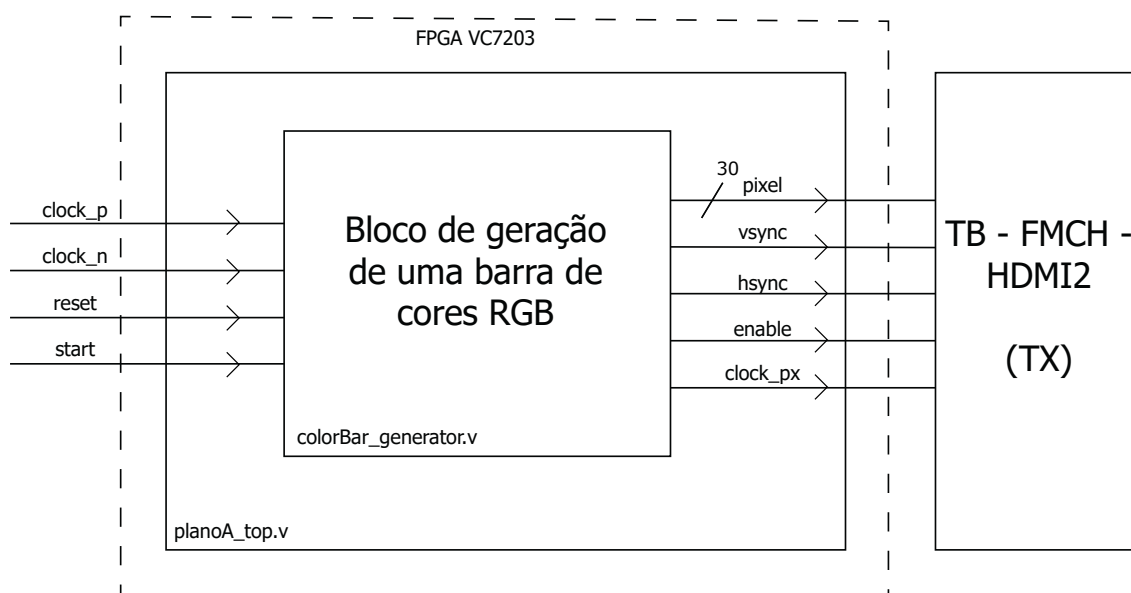 FPGA VC7203
clock_p
clock_n
reset
start
Bloco de geração
de uma barra de
cores RGB
colorBar_generator.v
planoA_top.v
30
pixel
vsync
hsync
enable
clock_px
TB - FMCH -
HDMI2
(TX)